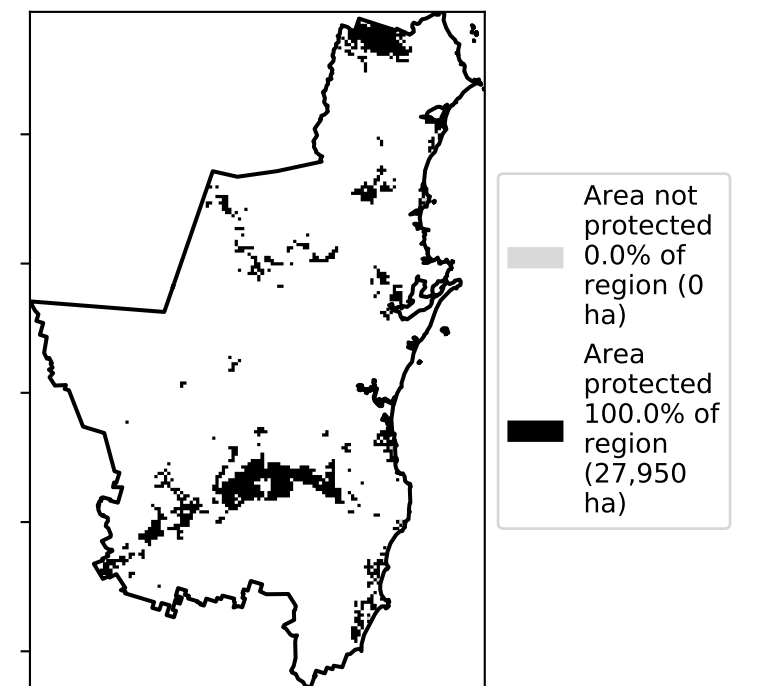 Area not
protected
0.0% of
region (0
ha)
Area
protected
100.0% of
region
(27,950
ha)